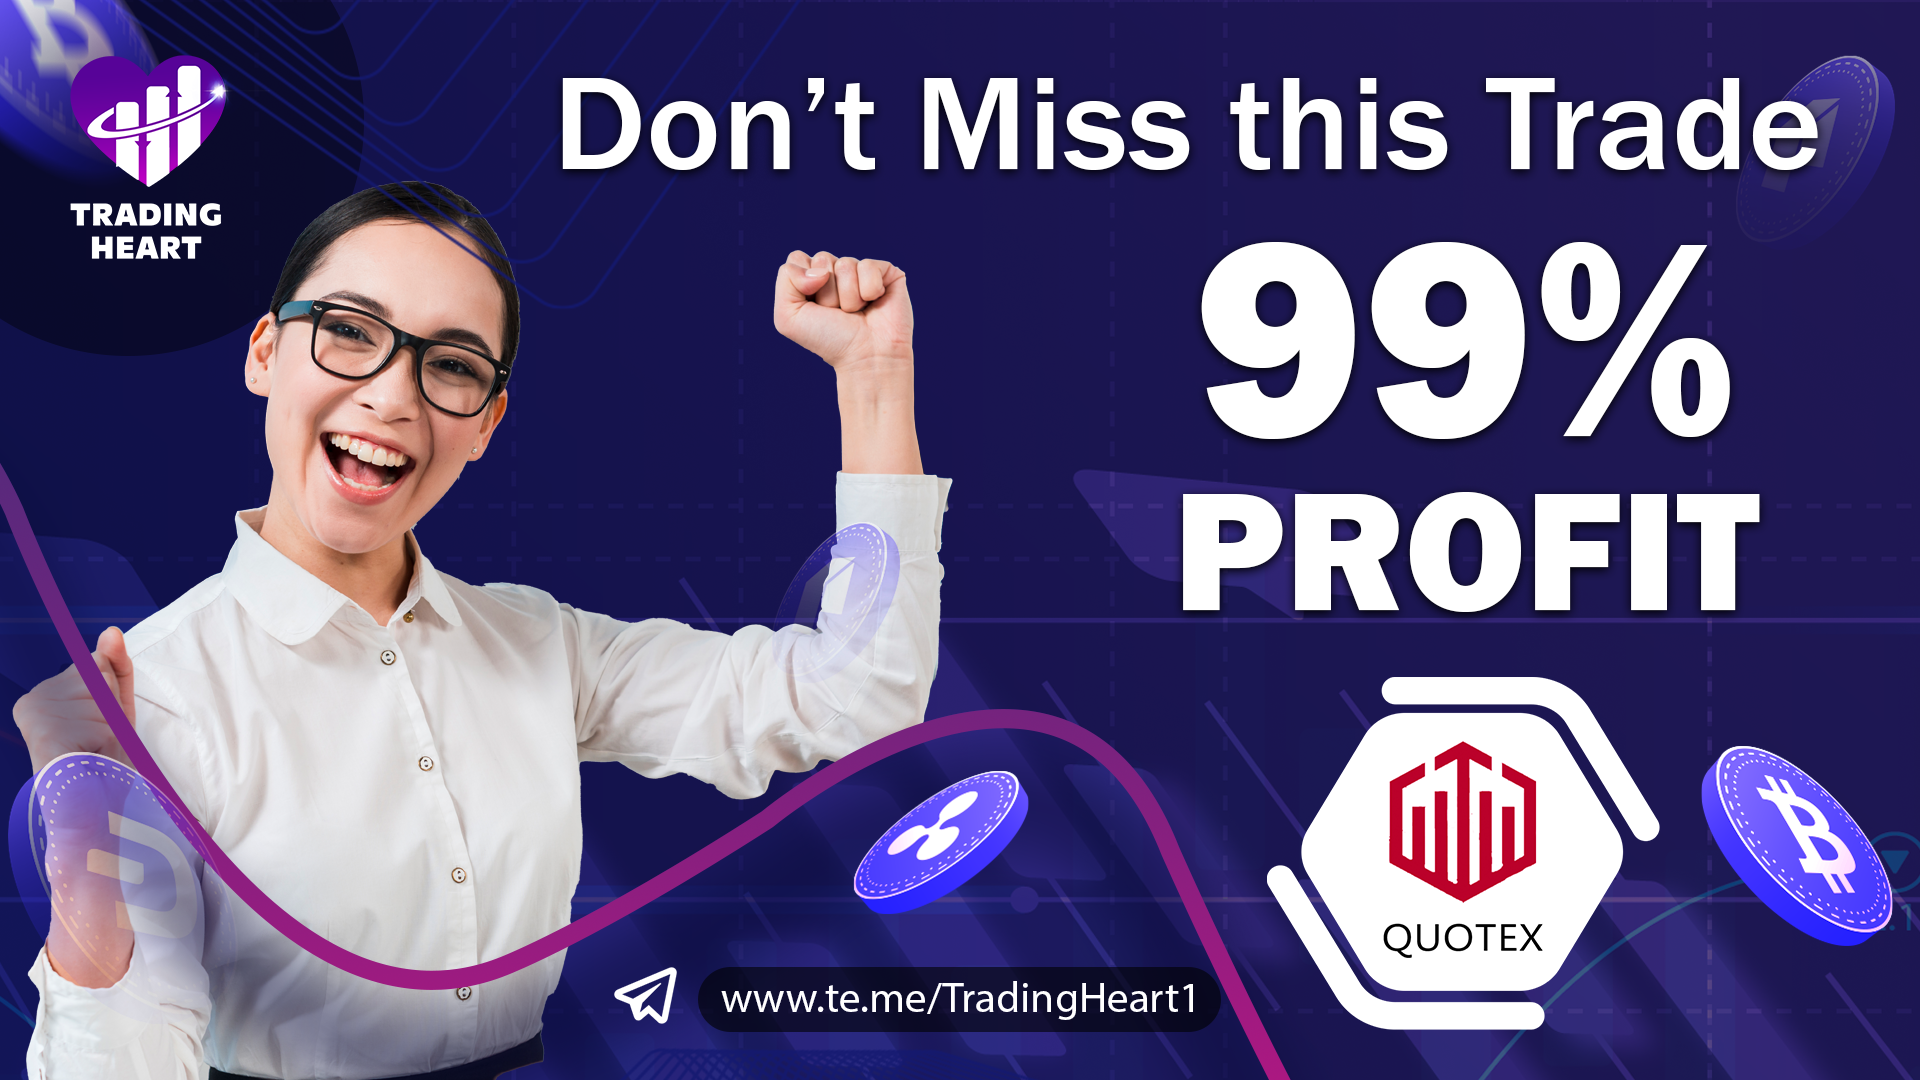 TRADING
HEART
Don't Miss this Trade
99%
PROFIT
QUOTEX
www.te.me/TradingHeart1